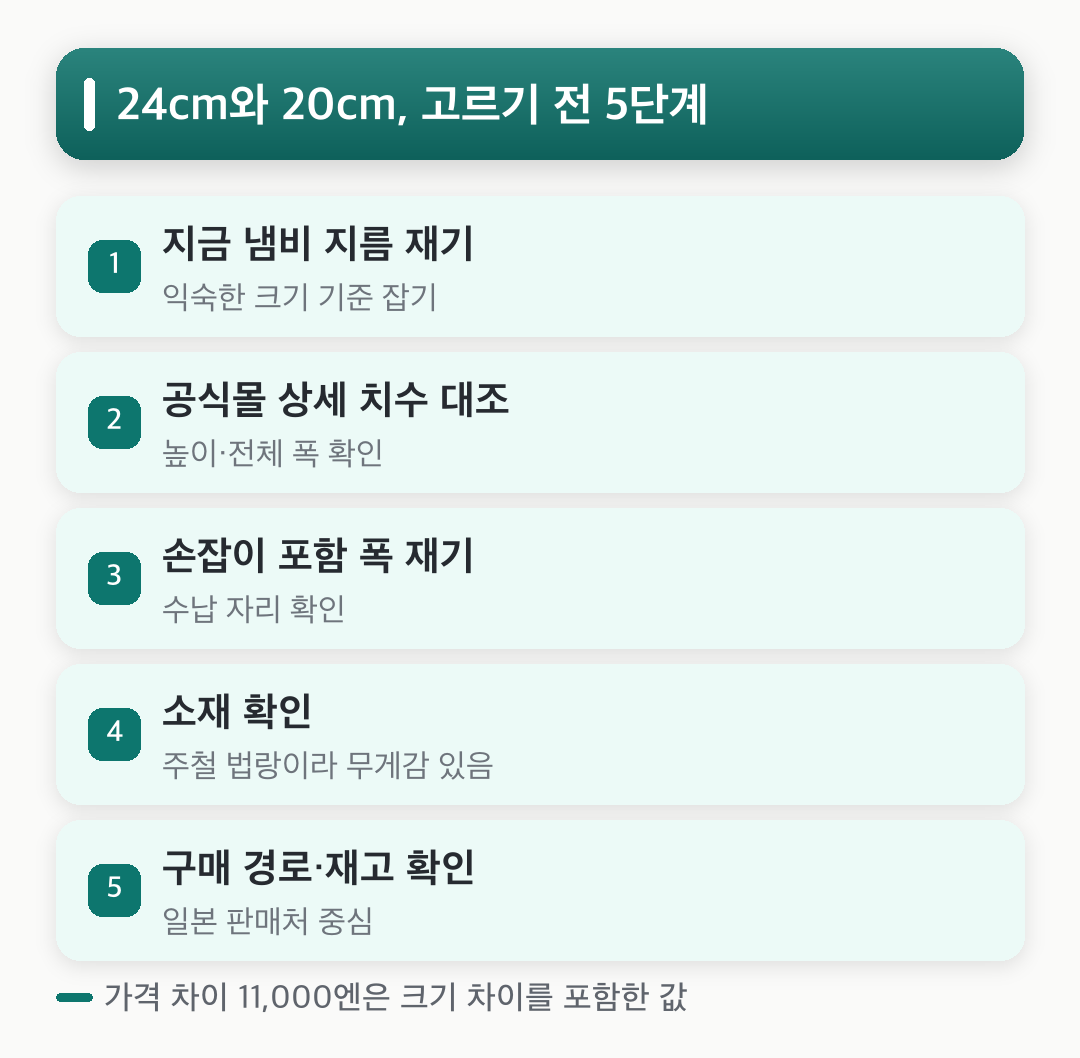 24cm와 20cm, 고르기 전 5단계
1
지금 냄비 지름 재기
익숙한 크기 기준 잡기
2
공식몰 상세 치수 대조
높이·전체 폭 확인
3
손잡이 포함 폭 재기
수납 자리 확인
4
소재 확인
주철 법랑이라 무게감 있음
5
구매 경로·재고 확인
일본 판매처 중심
가격 차이 11,000엔은 크기 차이를 포함한 값